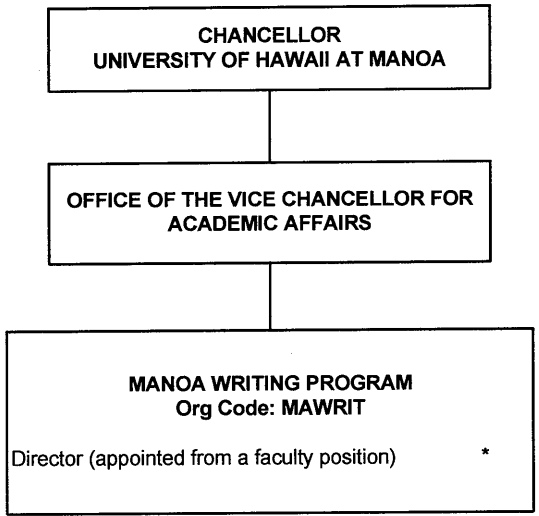 CHANCELLOR
UNIVERSITY OF HAWAII AT MANOA
OFFICE OF THE VICE CHANCELLOR FOR
ACADEMIC AFFAIRS
MANOA WRITING PROGRAM
Org Code: MAWRIT
Director (appointed from a faculty position) *